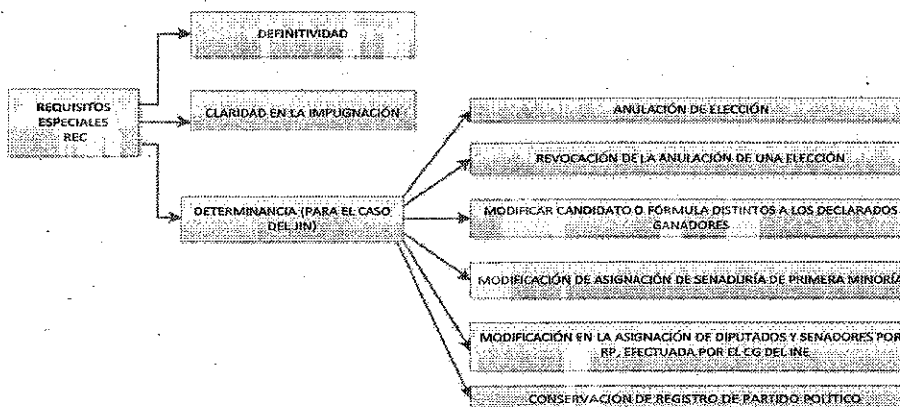 DEFINITIVIDAD
REQUISITOS
ESPECIALES
REC
CLARIDAD EN LA IMPUGNACIÓN
DETERMINANCIA (PARA EL CASO
DEL JIN)
ANULACIÓN DE ELECCIÓN
REVOCACIÓN DE LA ANULACIÓN DE UNA ELECCIÓN
MODIFICAR CANDIDATO O FÓRMULA DISTINTOS A LOS DECLARADOS
GANADORES
MODIFICACIÓN DE ASIGNACIÓN DE SENADURÍA DE PRIMERA MINORÍA
MODIFICACIÓN EN LA ASIGNACIÓN DE DIPUTADOS Y SENADORES POR
RP, EFECTUADA POR EL CG DEL INE
CONSERVACIÓN DE REGISTRO DE PARTIDO POLÍTICO